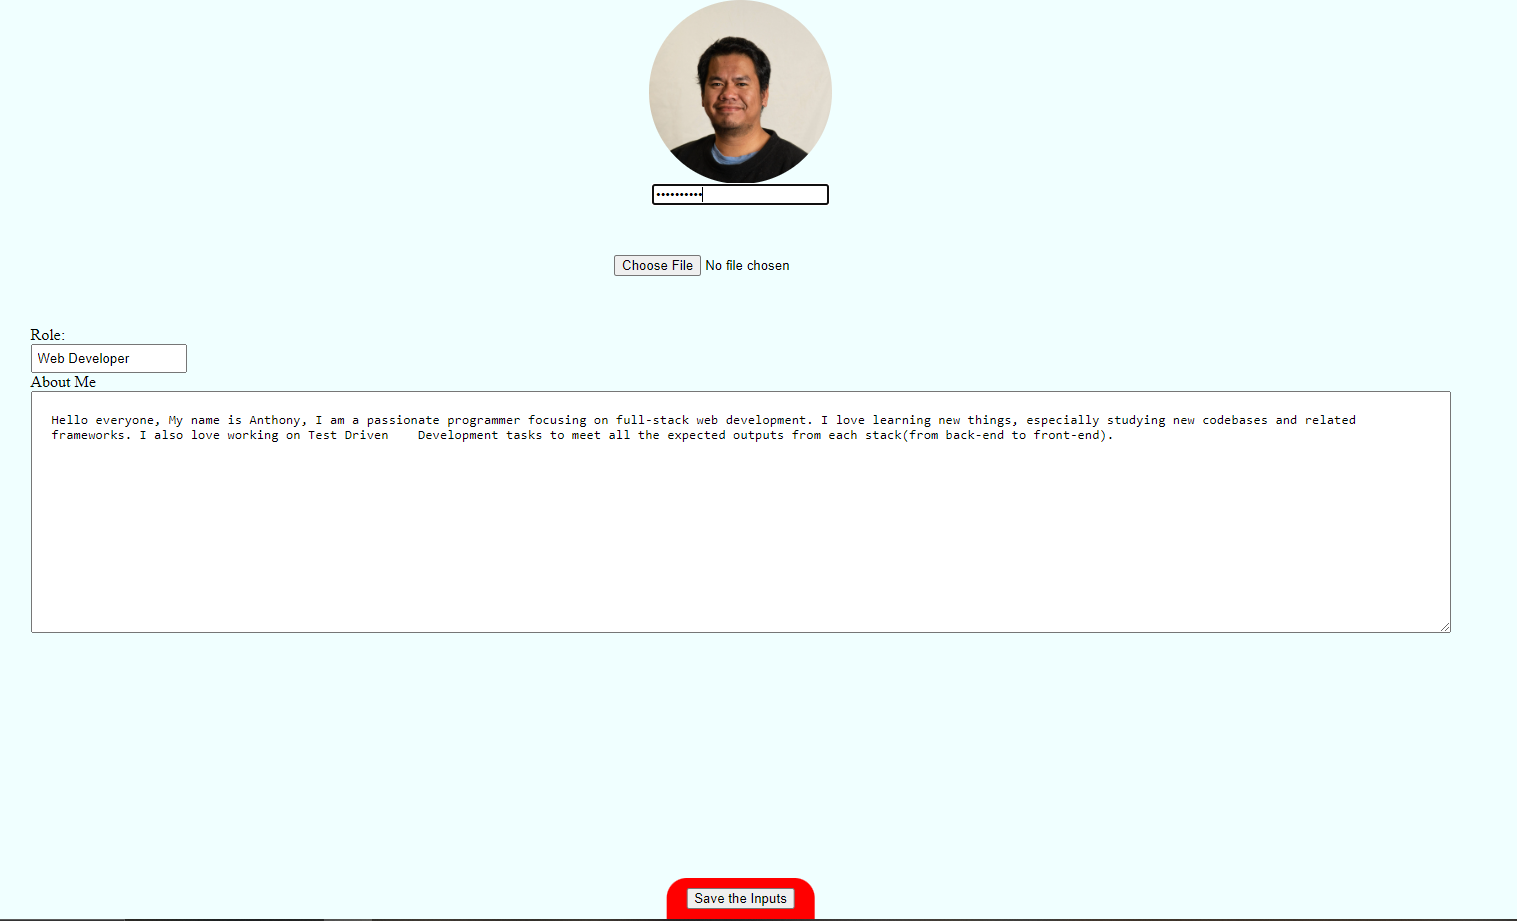 ••••••••••
Choose File No file chosen
Role:
Web Developer
About Me
Hello everyone, My name is Anthony, I am a passionate programmer focusing on full-stack web development. I love learning new things, especially studying new codebases and related
frameworks. I also love working on Test Driven    Development tasks to meet all the expected outputs from each stack(from back-end to front-end).
Save the Inputs